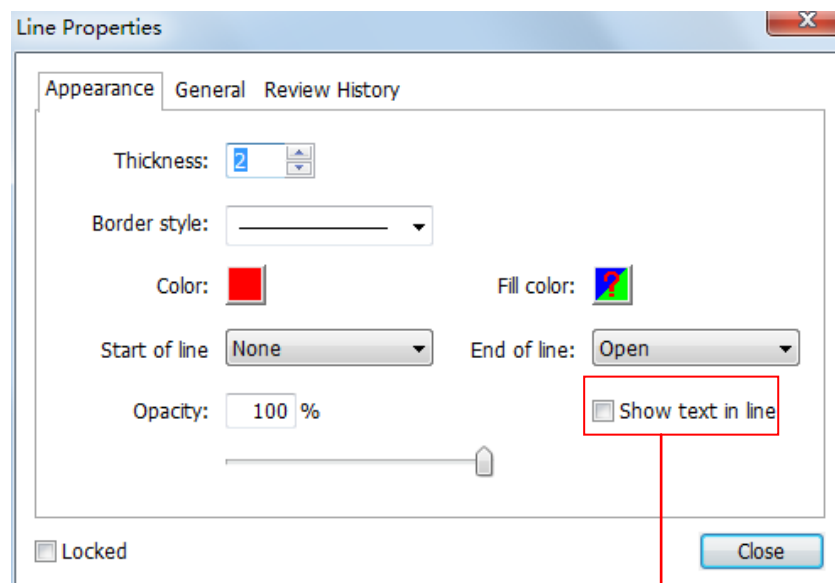 Line Properties
Appearance General Review History
Thickness: 2
Border style:
Color: Fill color: ?
Start of line None End of line: Open
Opacity: 100 % Show text in line
Locked Close